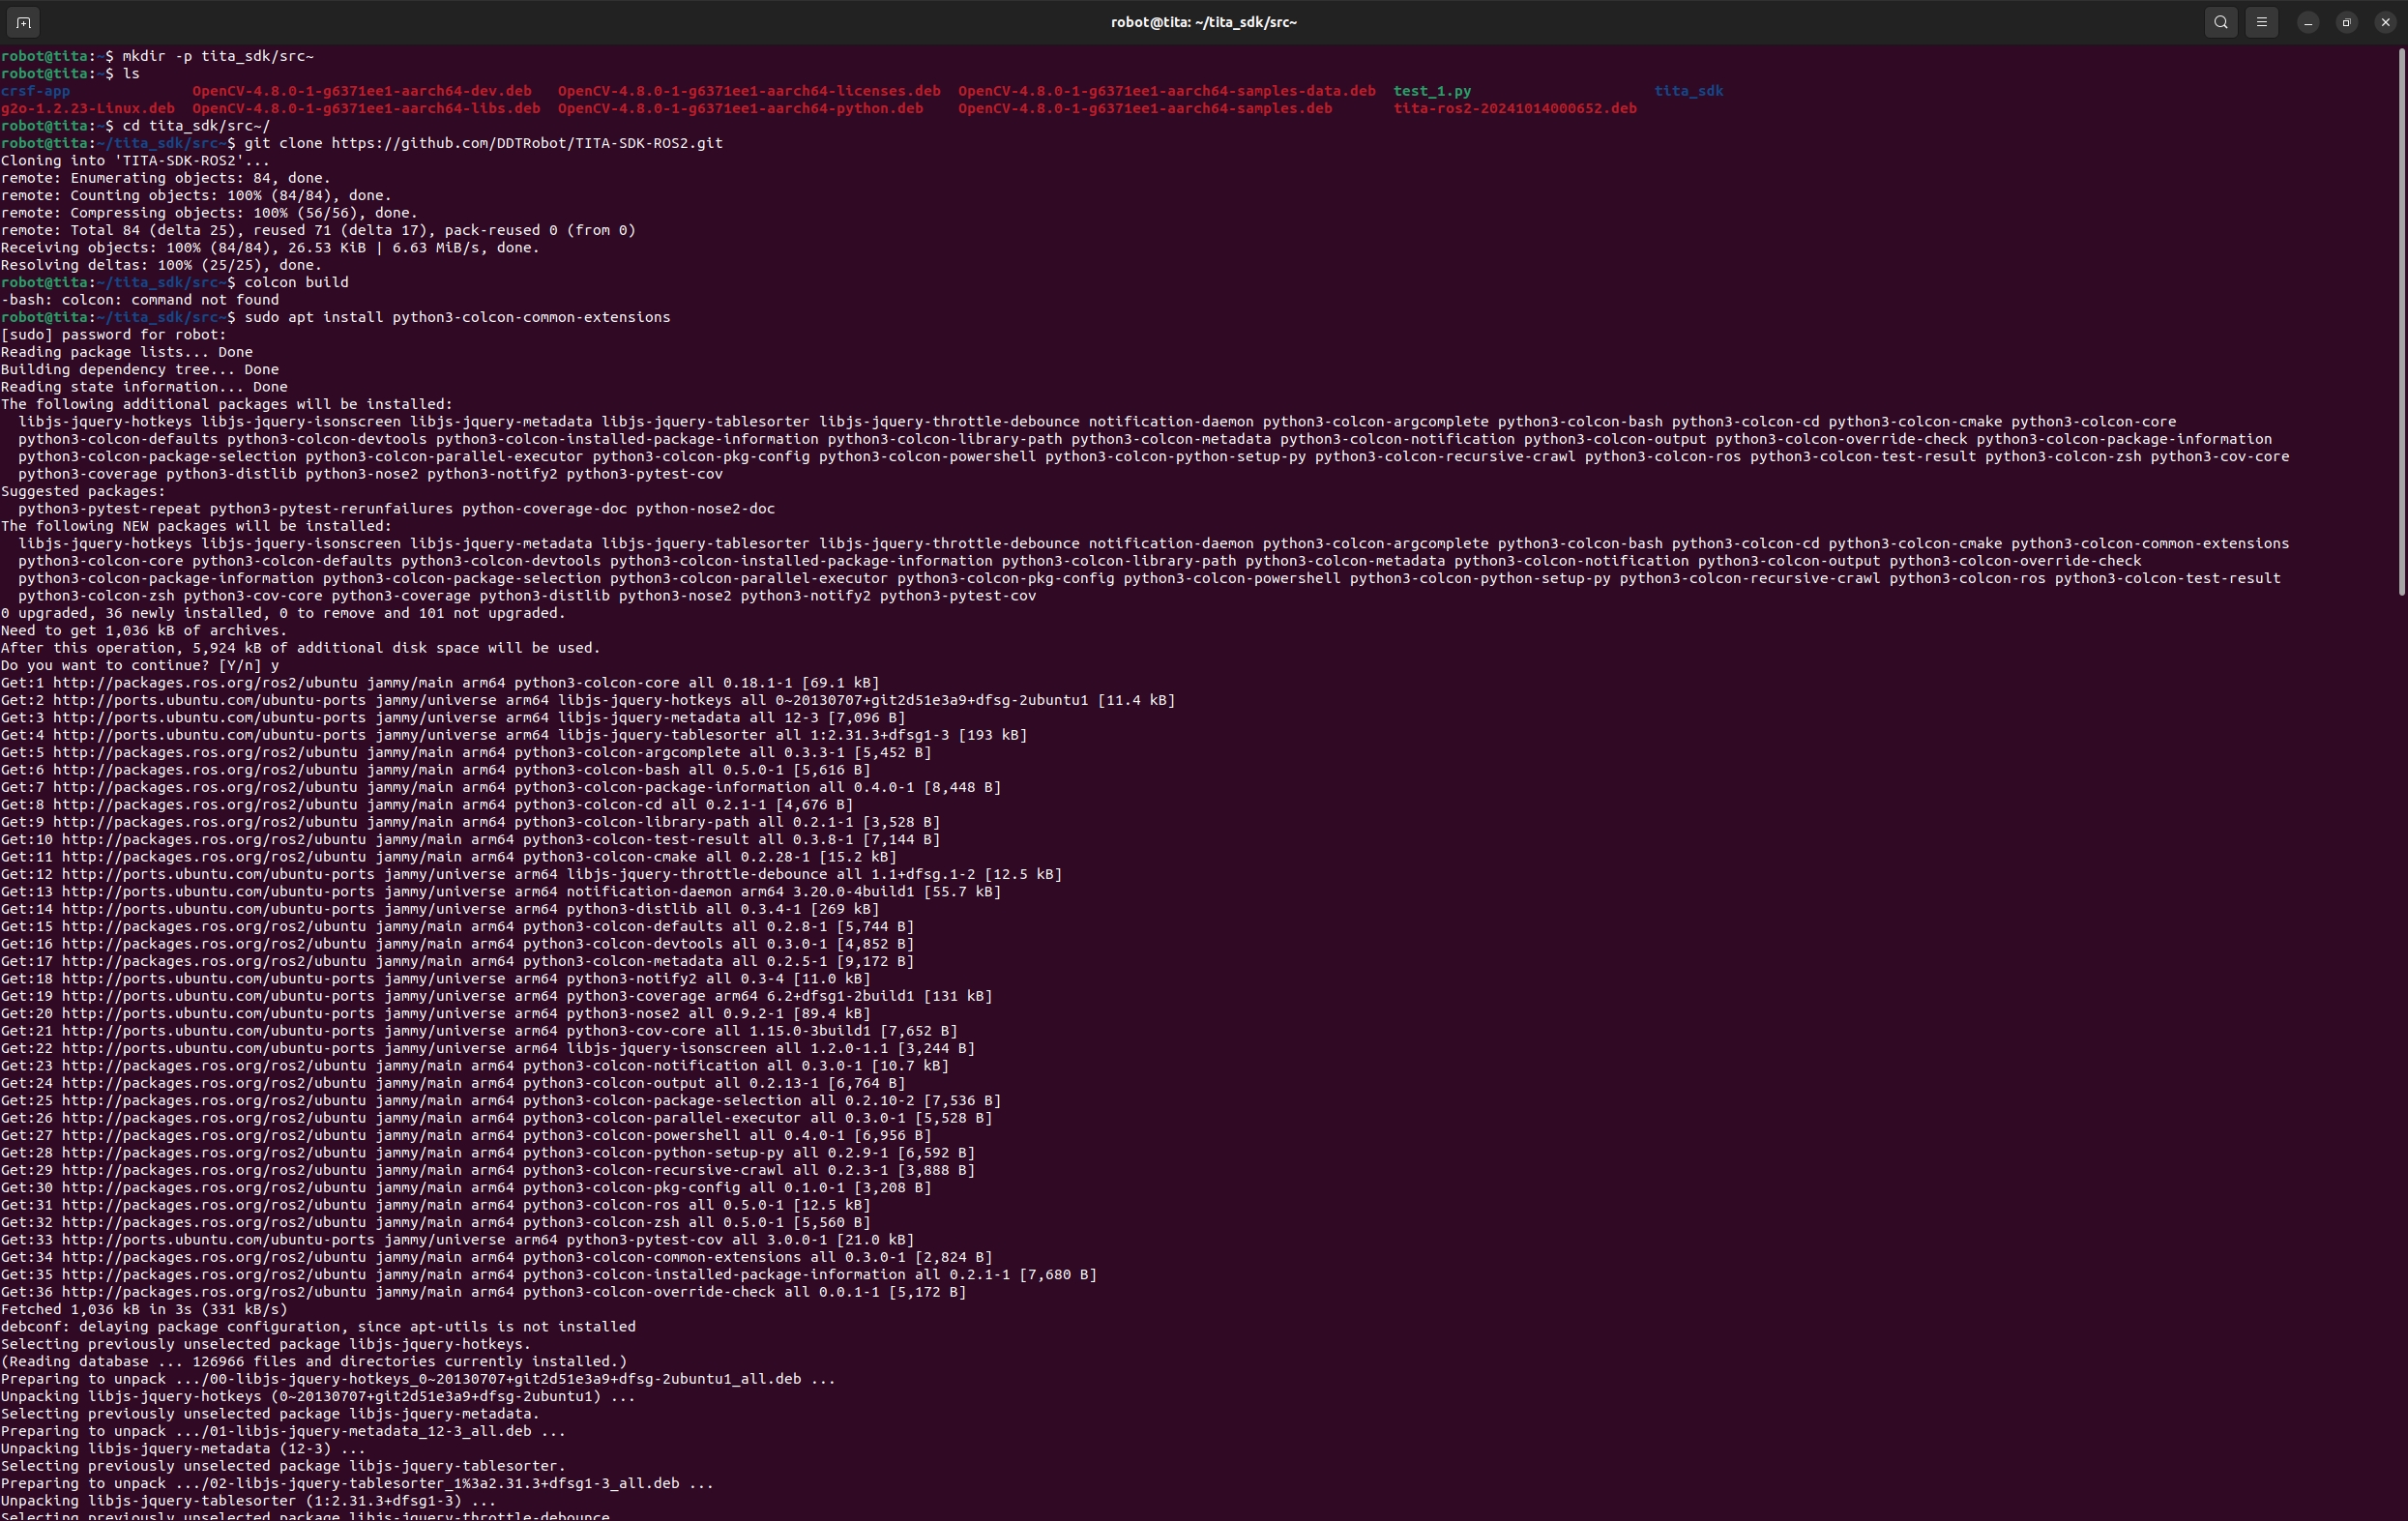 robot@tita: ~/tita_sdk/src~
robot@tita:~$ mkdir -p tita_sdk/src~
robot@tita:~$ ls
crsf-app              OpenCV-4.8.0-1-g6371ee1-aarch64-dev.deb   OpenCV-4.8.0-1-g6371ee1-aarch64-licenses.deb  OpenCV-4.8.0-1-g6371ee1-aarch64-samples-data.deb  test_1.py                     tita_sdk
g2o-1.2.23-Linux.deb  OpenCV-4.8.0-1-g6371ee1-aarch64-libs.deb  OpenCV-4.8.0-1-g6371ee1-aarch64-python.deb    OpenCV-4.8.0-1-g6371ee1-aarch64-samples.deb       tita-ros2-20241014000652.deb
robot@tita:~$ cd tita_sdk/src~/
robot@tita:~/tita_sdk/src~$ git clone https://github.com/DDTRobot/TITA-SDK-ROS2.git
Cloning into 'TITA-SDK-ROS2'...
remote: Enumerating objects: 84, done.
remote: Counting objects: 100% (84/84), done.
remote: Compressing objects: 100% (56/56), done.
remote: Total 84 (delta 25), reused 71 (delta 17), pack-reused 0 (from 0)
Receiving objects: 100% (84/84), 26.53 KiB | 6.63 MiB/s, done.
Resolving deltas: 100% (25/25), done.
robot@tita:~/tita_sdk/src~$ colcon build
-bash: colcon: command not found
robot@tita:~/tita_sdk/src~$ sudo apt install python3-colcon-common-extensions
[sudo] password for robot:
Reading package lists... Done
Building dependency tree... Done
Reading state information... Done
The following additional packages will be installed:
  libjs-jquery-hotkeys libjs-jquery-isonscreen libjs-jquery-metadata libjs-jquery-tablesorter libjs-jquery-throttle-debounce notification-daemon python3-colcon-argcomplete python3-colcon-bash python3-colcon-cd python3-colcon-cmake python3-colcon-core
  python3-colcon-defaults python3-colcon-devtools python3-colcon-installed-package-information python3-colcon-library-path python3-colcon-metadata python3-colcon-notification python3-colcon-output python3-colcon-override-check python3-colcon-package-information
  python3-colcon-package-selection python3-colcon-parallel-executor python3-colcon-pkg-config python3-colcon-powershell python3-colcon-python-setup-py python3-colcon-recursive-crawl python3-colcon-ros python3-colcon-test-result python3-colcon-zsh python3-cov-core
  python3-coverage python3-distlib python3-nose2 python3-notify2 python3-pytest-cov
Suggested packages:
  python3-pytest-repeat python3-pytest-rerunfailures python-coverage-doc python-nose2-doc
The following NEW packages will be installed:
  libjs-jquery-hotkeys libjs-jquery-isonscreen libjs-jquery-metadata libjs-jquery-tablesorter libjs-jquery-throttle-debounce notification-daemon python3-colcon-argcomplete python3-colcon-bash python3-colcon-cd python3-colcon-cmake python3-colcon-common-extensions
  python3-colcon-core python3-colcon-defaults python3-colcon-devtools python3-colcon-installed-package-information python3-colcon-library-path python3-colcon-metadata python3-colcon-notification python3-colcon-output python3-colcon-override-check
  python3-colcon-package-information python3-colcon-package-selection python3-colcon-parallel-executor python3-colcon-pkg-config python3-colcon-powershell python3-colcon-python-setup-py python3-colcon-recursive-crawl python3-colcon-ros python3-colcon-test-result
  python3-colcon-zsh python3-cov-core python3-coverage python3-distlib python3-nose2 python3-notify2 python3-pytest-cov
0 upgraded, 36 newly installed, 0 to remove and 101 not upgraded.
Need to get 1,036 kB of archives.
After this operation, 5,924 kB of additional disk space will be used.
Do you want to continue? [Y/n] y
Get:1 http://packages.ros.org/ros2/ubuntu jammy/main arm64 python3-colcon-core all 0.18.1-1 [69.1 kB]
Get:2 http://ports.ubuntu.com/ubuntu-ports jammy/universe arm64 libjs-jquery-hotkeys all 0~20130707+git2d51e3a9+dfsg-2ubuntu1 [11.4 kB]
Get:3 http://ports.ubuntu.com/ubuntu-ports jammy/universe arm64 libjs-jquery-metadata all 12-3 [7,096 B]
Get:4 http://ports.ubuntu.com/ubuntu-ports jammy/universe arm64 libjs-jquery-tablesorter all 1:2.31.3+dfsg1-3 [193 kB]
Get:5 http://packages.ros.org/ros2/ubuntu jammy/main arm64 python3-colcon-argcomplete all 0.3.3-1 [5,452 B]
Get:6 http://packages.ros.org/ros2/ubuntu jammy/main arm64 python3-colcon-bash all 0.5.0-1 [5,616 B]
Get:7 http://packages.ros.org/ros2/ubuntu jammy/main arm64 python3-colcon-package-information all 0.4.0-1 [8,448 B]
Get:8 http://packages.ros.org/ros2/ubuntu jammy/main arm64 python3-colcon-cd all 0.2.1-1 [4,676 B]
Get:9 http://packages.ros.org/ros2/ubuntu jammy/main arm64 python3-colcon-library-path all 0.2.1-1 [3,528 B]
Get:10 http://packages.ros.org/ros2/ubuntu jammy/main arm64 python3-colcon-test-result all 0.3.8-1 [7,144 B]
Get:11 http://packages.ros.org/ros2/ubuntu jammy/main arm64 python3-colcon-cmake all 0.2.28-1 [15.2 kB]
Get:12 http://ports.ubuntu.com/ubuntu-ports jammy/universe arm64 libjs-jquery-throttle-debounce all 1.1+dfsg.1-2 [12.5 kB]
Get:13 http://ports.ubuntu.com/ubuntu-ports jammy/universe arm64 notification-daemon arm64 3.20.0-4build1 [55.7 kB]
Get:14 http://ports.ubuntu.com/ubuntu-ports jammy/universe arm64 python3-distlib all 0.3.4-1 [269 kB]
Get:15 http://packages.ros.org/ros2/ubuntu jammy/main arm64 python3-colcon-defaults all 0.2.8-1 [5,744 B]
Get:16 http://packages.ros.org/ros2/ubuntu jammy/main arm64 python3-colcon-devtools all 0.3.0-1 [4,852 B]
Get:17 http://packages.ros.org/ros2/ubuntu jammy/main arm64 python3-colcon-metadata all 0.2.5-1 [9,172 B]
Get:18 http://ports.ubuntu.com/ubuntu-ports jammy/universe arm64 python3-notify2 all 0.3-4 [11.0 kB]
Get:19 http://ports.ubuntu.com/ubuntu-ports jammy/universe arm64 python3-coverage arm64 6.2+dfsg1-2build1 [131 kB]
Get:20 http://ports.ubuntu.com/ubuntu-ports jammy/universe arm64 python3-nose2 all 0.9.2-1 [89.4 kB]
Get:21 http://ports.ubuntu.com/ubuntu-ports jammy/universe arm64 python3-cov-core all 1.15.0-3build1 [7,652 B]
Get:22 http://ports.ubuntu.com/ubuntu-ports jammy/universe arm64 libjs-jquery-isonscreen all 1.2.0-1.1 [3,244 B]
Get:23 http://packages.ros.org/ros2/ubuntu jammy/main arm64 python3-colcon-notification all 0.3.0-1 [10.7 kB]
Get:24 http://packages.ros.org/ros2/ubuntu jammy/main arm64 python3-colcon-output all 0.2.13-1 [6,764 B]
Get:25 http://packages.ros.org/ros2/ubuntu jammy/main arm64 python3-colcon-package-selection all 0.2.10-2 [7,536 B]
Get:26 http://packages.ros.org/ros2/ubuntu jammy/main arm64 python3-colcon-parallel-executor all 0.3.0-1 [5,528 B]
Get:27 http://packages.ros.org/ros2/ubuntu jammy/main arm64 python3-colcon-powershell all 0.4.0-1 [6,956 B]
Get:28 http://packages.ros.org/ros2/ubuntu jammy/main arm64 python3-colcon-python-setup-py all 0.2.9-1 [6,592 B]
Get:29 http://packages.ros.org/ros2/ubuntu jammy/main arm64 python3-colcon-recursive-crawl all 0.2.3-1 [3,888 B]
Get:30 http://packages.ros.org/ros2/ubuntu jammy/main arm64 python3-colcon-pkg-config all 0.1.0-1 [3,208 B]
Get:31 http://packages.ros.org/ros2/ubuntu jammy/main arm64 python3-colcon-ros all 0.5.0-1 [12.5 kB]
Get:32 http://packages.ros.org/ros2/ubuntu jammy/main arm64 python3-colcon-zsh all 0.5.0-1 [5,560 B]
Get:33 http://ports.ubuntu.com/ubuntu-ports jammy/universe arm64 python3-pytest-cov all 3.0.0-1 [21.0 kB]
Get:34 http://packages.ros.org/ros2/ubuntu jammy/main arm64 python3-colcon-common-extensions all 0.3.0-1 [2,824 B]
Get:35 http://packages.ros.org/ros2/ubuntu jammy/main arm64 python3-colcon-installed-package-information all 0.2.1-1 [7,680 B]
Get:36 http://packages.ros.org/ros2/ubuntu jammy/main arm64 python3-colcon-override-check all 0.0.1-1 [5,172 B]
Fetched 1,036 kB in 3s (331 kB/s)
debconf: delaying package configuration, since apt-utils is not installed
Selecting previously unselected package libjs-jquery-hotkeys.
(Reading database ... 126966 files and directories currently installed.)
Preparing to unpack .../00-libjs-jquery-hotkeys_0~20130707+git2d51e3a9+dfsg-2ubuntu1_all.deb ...
Unpacking libjs-jquery-hotkeys (0~20130707+git2d51e3a9+dfsg-2ubuntu1) ...
Selecting previously unselected package libjs-jquery-metadata.
Preparing to unpack .../01-libjs-jquery-metadata_12-3_all.deb ...
Unpacking libjs-jquery-metadata (12-3) ...
Selecting previously unselected package libjs-jquery-tablesorter.
Preparing to unpack .../02-libjs-jquery-tablesorter_1%3a2.31.3+dfsg1-3_all.deb ...
Unpacking libjs-jquery-tablesorter (1:2.31.3+dfsg1-3) ...
Selecting previously unselected package libjs-jquery-throttle-debounce.